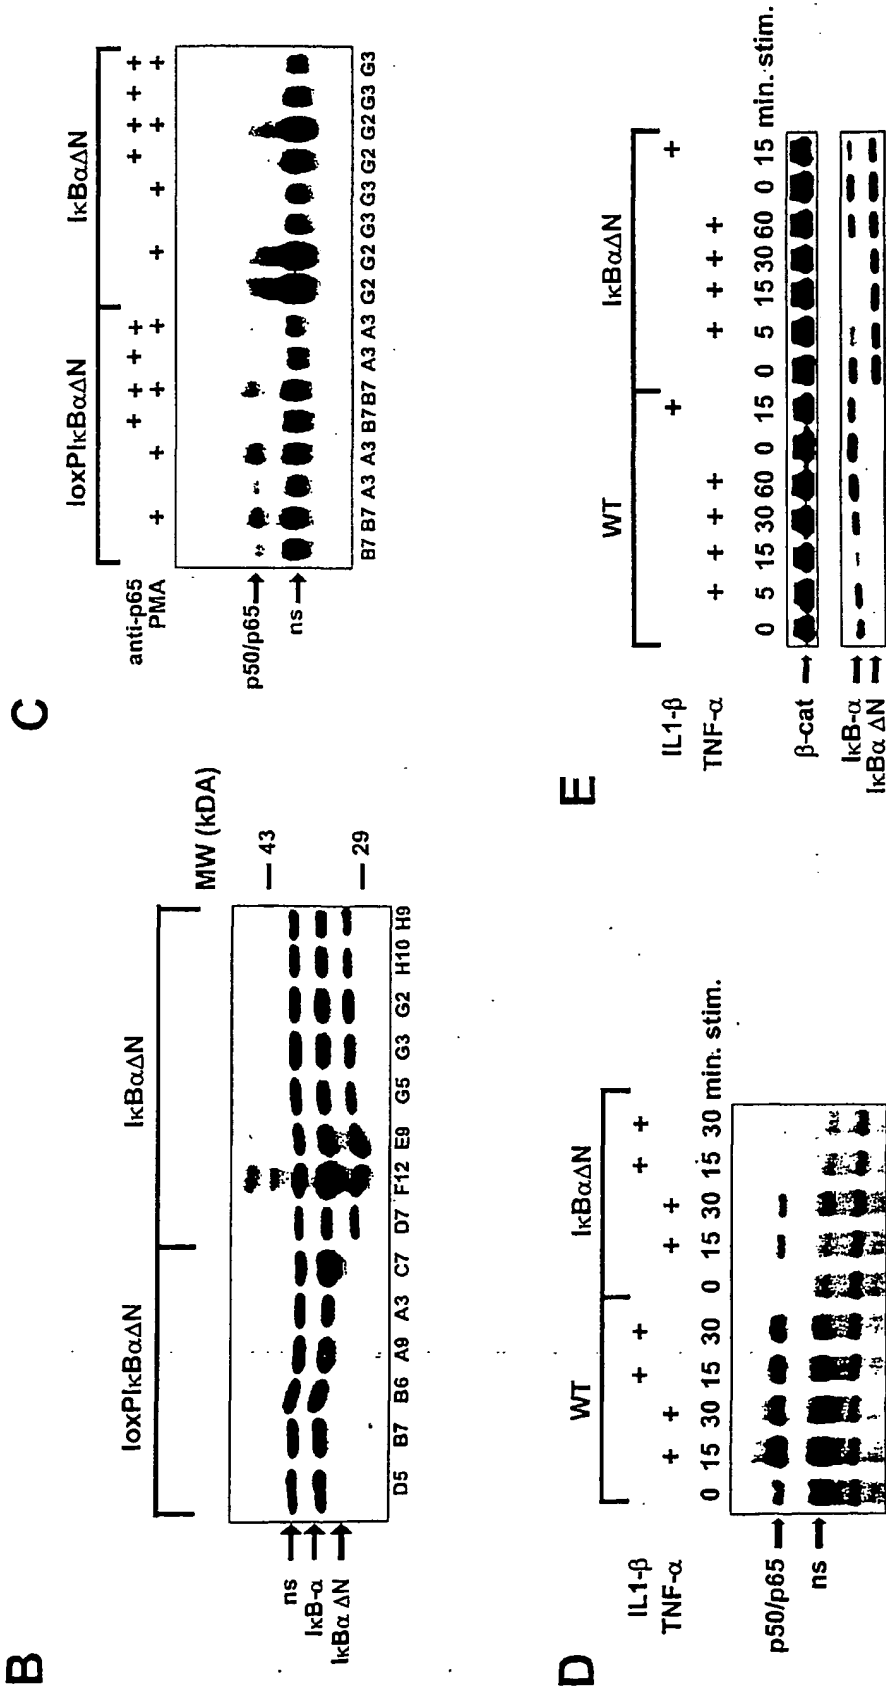 B
loxPIκBαΔN IκBαΔN
MW (kDA)
ns
IκB-α
IκBα ΔN
43
29
D5 B7 B6 A9 A3 C7 D7 F12 E9 G5 G3 G2 H10 H9
C
loxPIκBαΔN IκBαΔN
anti-p65 + + + + + + + +
PMA + + + + + + + +
p50/p65
ns
B7 B7 A3 A3 B7 B7 A3 A3 G2 G2 G3 G3 G2 G2 G3 G3
D
WT IκBαΔN
IL1-β + + + +
TNF-α + + + +
0 15 30 15 30 0 15 30 15 30 min. stim.
p50/p65
ns
E
WT IκBαΔN
IL1-β + +
TNF-α + + + + + + + +
0 5 15 30 60 0 15 0 5 15 30 60 0 15 min. stim.
β-cat
IκB-α
IκBα ΔN